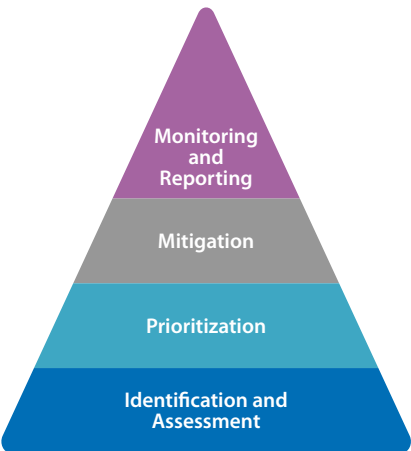 Monitoring
and
Reporting
Mitigation
Prioritization
Identification and
Assessment